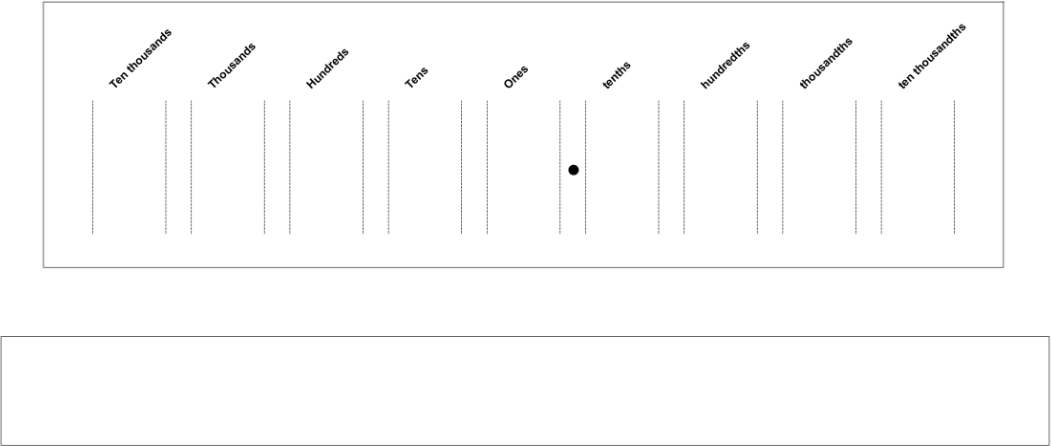 Ten thousands
Thousands
Hundreds
Tens
Ones
tenths
hundredths
thousandths
ten thousandths